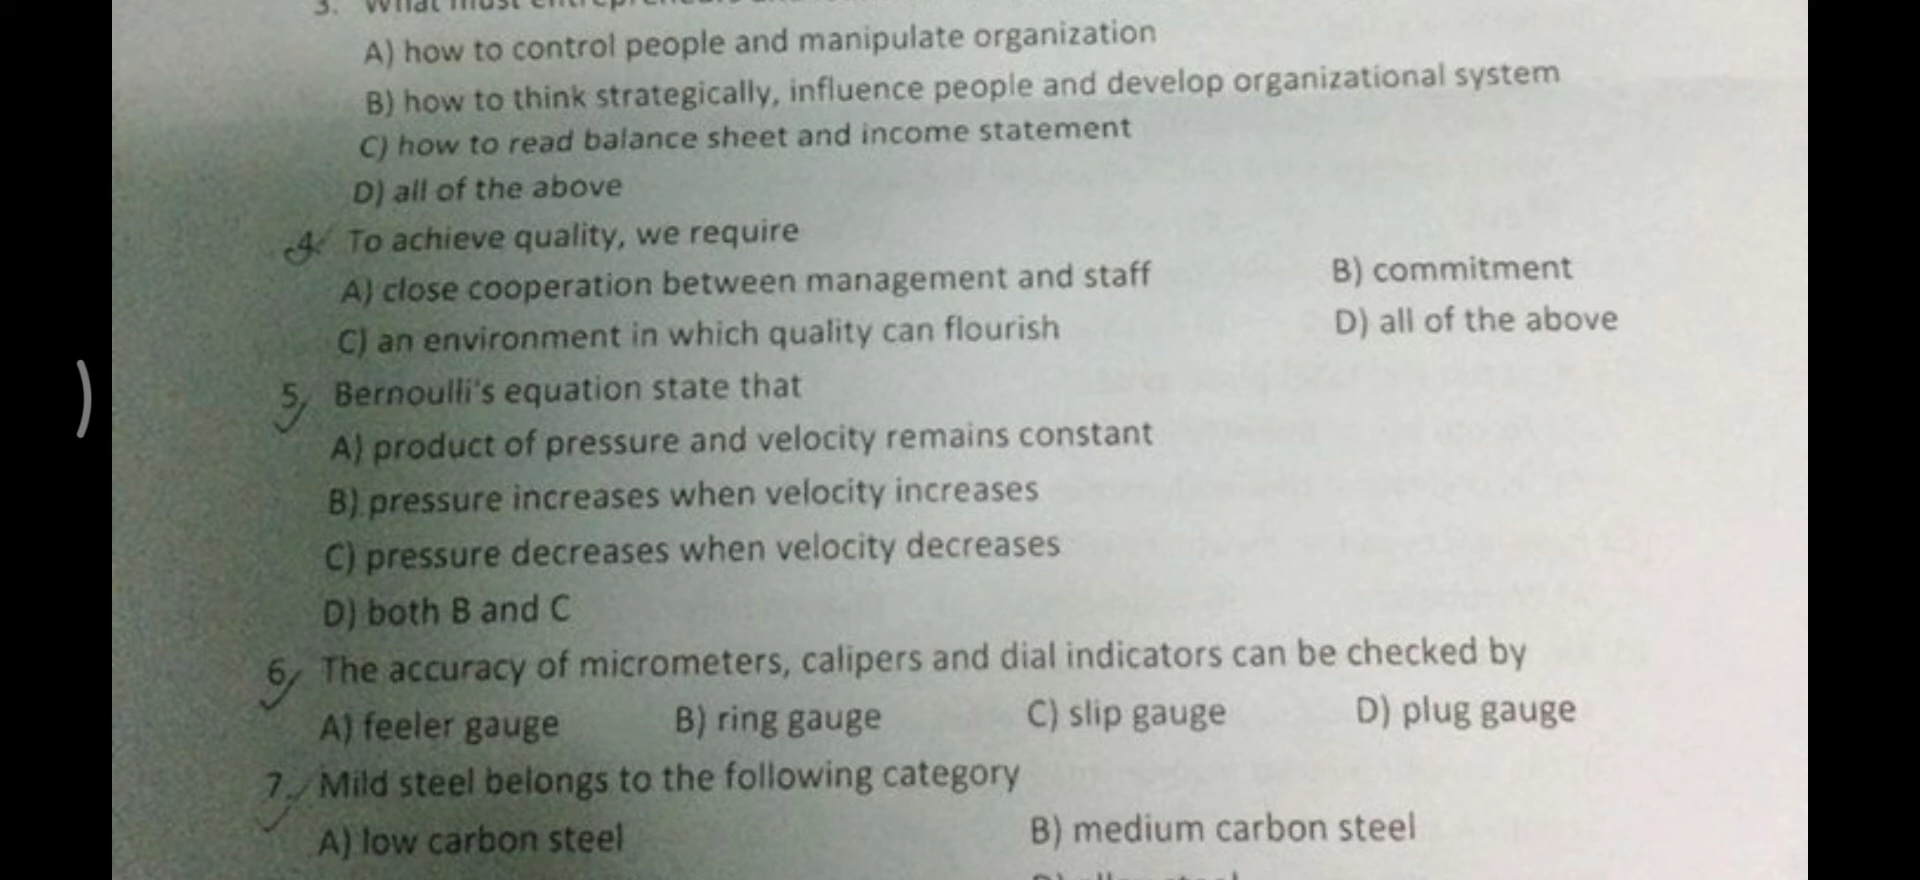 3. What must
A) how to control people and manipulate organization
B) how to think strategically, influence people and develop organizational system
C) how to read balance sheet and income statement
D) all of the above
4. To achieve quality, we require
A) close cooperation between management and staff B) commitment
C) an environment in which quality can flourish D) all of the above
5. Bernoulli's equation state that
A) product of pressure and velocity remains constant
B) pressure increases when velocity increases
C) pressure decreases when velocity decreases
D) both B and C
6. The accuracy of micrometers, calipers and dial indicators can be checked by
A) feeler gauge B) ring gauge C) slip gauge D) plug gauge
7. Mild steel belongs to the following category
A) low carbon steel B) medium carbon steel